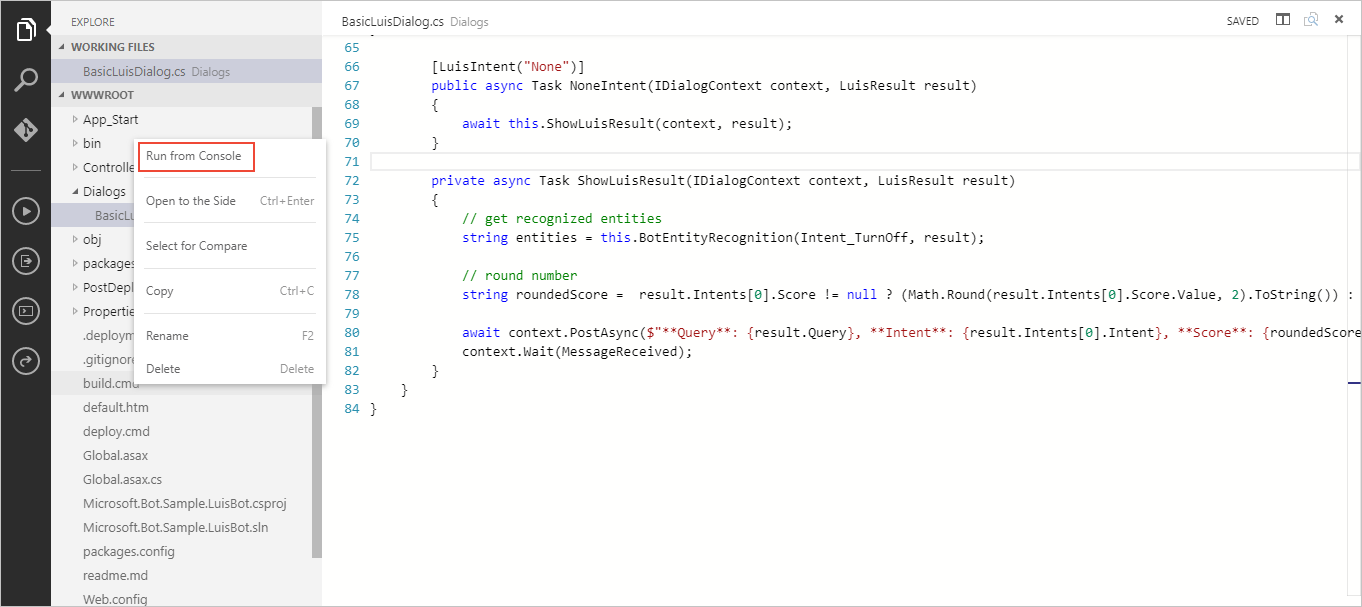 EXPLORE
WORKING FILES
BasicLuisDialog.cs Dialogs
WWWROOT
App_Start
bin
Controlle
Dialogs
BasicLu
obj
packages
PostDepl
Propertie
.deploym
.gitignore
build.cmd
default.htm
deploy.cmd
Global.asax
Global.asax.cs
Microsoft.Bot.Sample.LuisBot.csproj
Microsoft.Bot.Sample.LuisBot.sln
packages.config
readme.md
Web.config
Run from Console
Open to the Side Ctrl+Enter
Select for Compare
Copy Ctrl+C
Rename F2
Delete Delete
BasicLuisDialog.cs Dialogs SAVED
65
66 [LuisIntent("None")]
67 public async Task NoneIntent(IDialogContext context, LuisResult result)
68 {
69 await this.ShowLuisResult(context, result);
70 }
71
72 private async Task ShowLuisResult(IDialogContext context, LuisResult result)
73 {
74 // get recognized entities
75 string entities = this.BotEntityRecognition(Intent_TurnOff, result);
76
77 // round number
78 string roundedScore =  result.Intents[0].Score != null ? (Math.Round(result.Intents[0].Score.Value, 2).ToString()) :
79
80 await context.PostAsync($"**Query**: {result.Query}, **Intent**: {result.Intents[0].Intent}, **Score**: {roundedScore
81 context.Wait(MessageReceived);
82 }
83 }
84 }